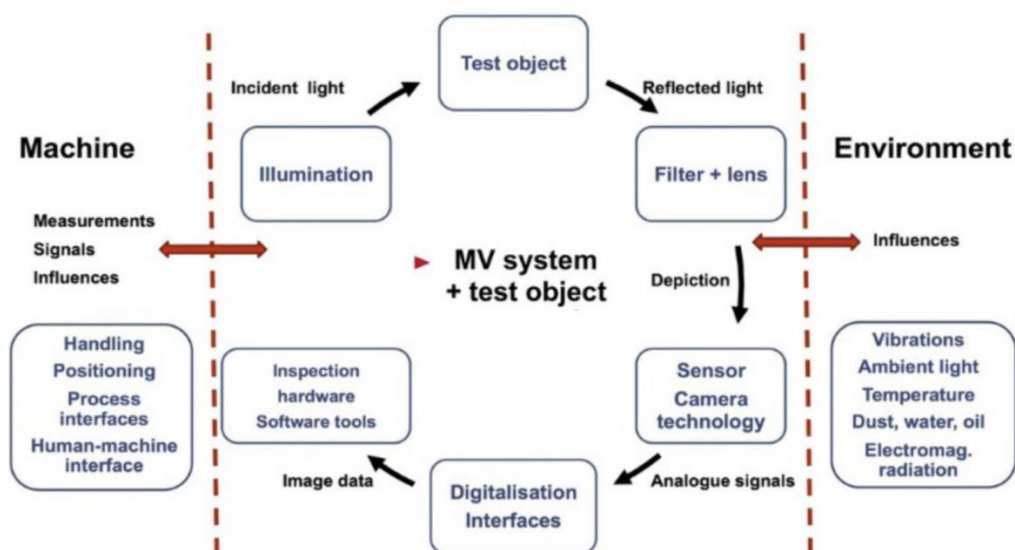 Test object
Incident light
Reflected light
Machine
Illumination
Filter + lens
Environment
Measurements
Signals
Influences
Influences
MV system
+ test object
Depiction
Handling
Positioning
Process
interfaces
Human-machine
interface
Inspection
hardware
Software tools
Sensor
Camera
technology
Vibrations
Ambient light
Temperature
Dust, water, oil
Electromag.
radiation
Image data
Digitalisation
Interfaces
Analogue signals